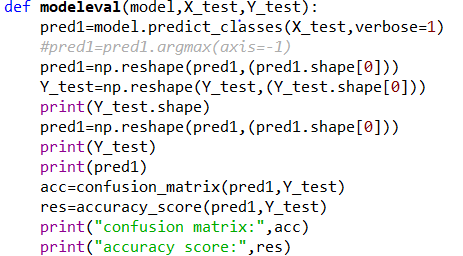 def modeleval(model,X_test,Y_test):
    pred1=model.predict_classes(X_test,verbose=1)
    #pred1=pred1.argmax(axis=-1)
    pred1=np.reshape(pred1,(pred1.shape[0]))
    Y_test=np.reshape(Y_test,(Y_test.shape[0]))
    print(Y_test.shape)
    pred1=np.reshape(pred1,(pred1.shape[0]))
    print(Y_test)
    print(pred1)
    acc=confusion_matrix(pred1,Y_test)
    res=accuracy_score(pred1,Y_test)
    print("confusion matrix:",acc)
    print("accuracy score:",res)